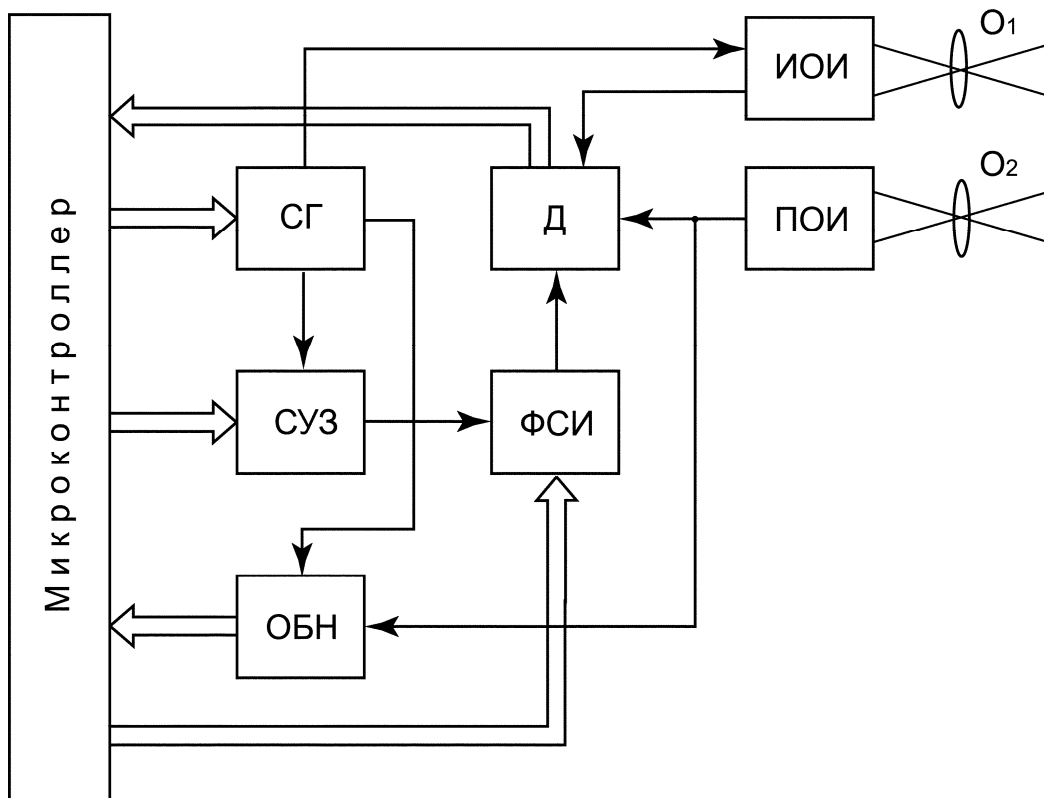 Микроконтроллер
О1
ИОИ
О2
СГ
Д
ПОИ
СУЗ
ФСИ
ОБН